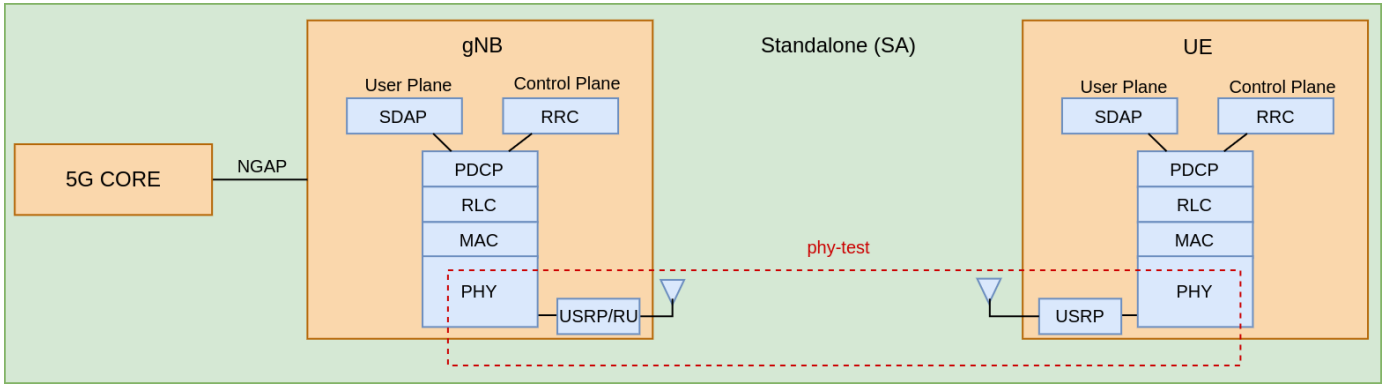 gNB
Standalone (SA)
UE
User Plane
Control Plane
User Plane
Control Plane
SDAP
RRC
SDAP
RRC
5G CORE
NGAP
PDCP
RLC
MAC
PHY
USRP/RU
phy-test
PDCP
RLC
MAC
PHY
USRP